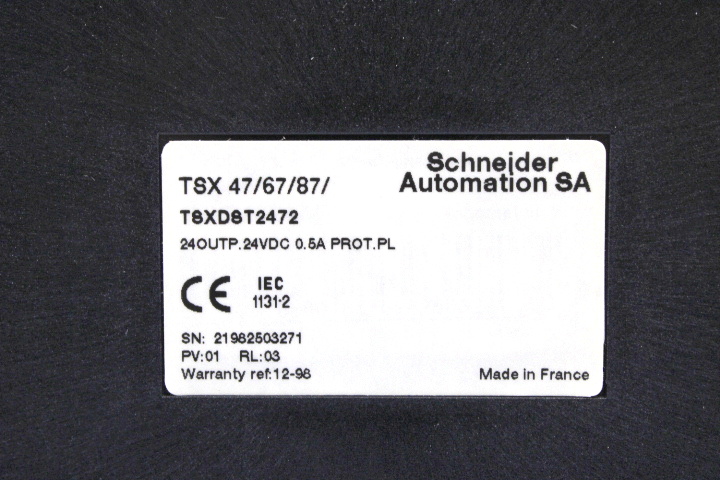 Schneider
Automation SA
TSX 47/67/87/
TSXDST2472
24OUTP.24VDC 0.5A PROT.PL
CE
IEC
1131-2
SN: 21982503271
PV:01 RL:03
Warranty ref:12-98
Made in France